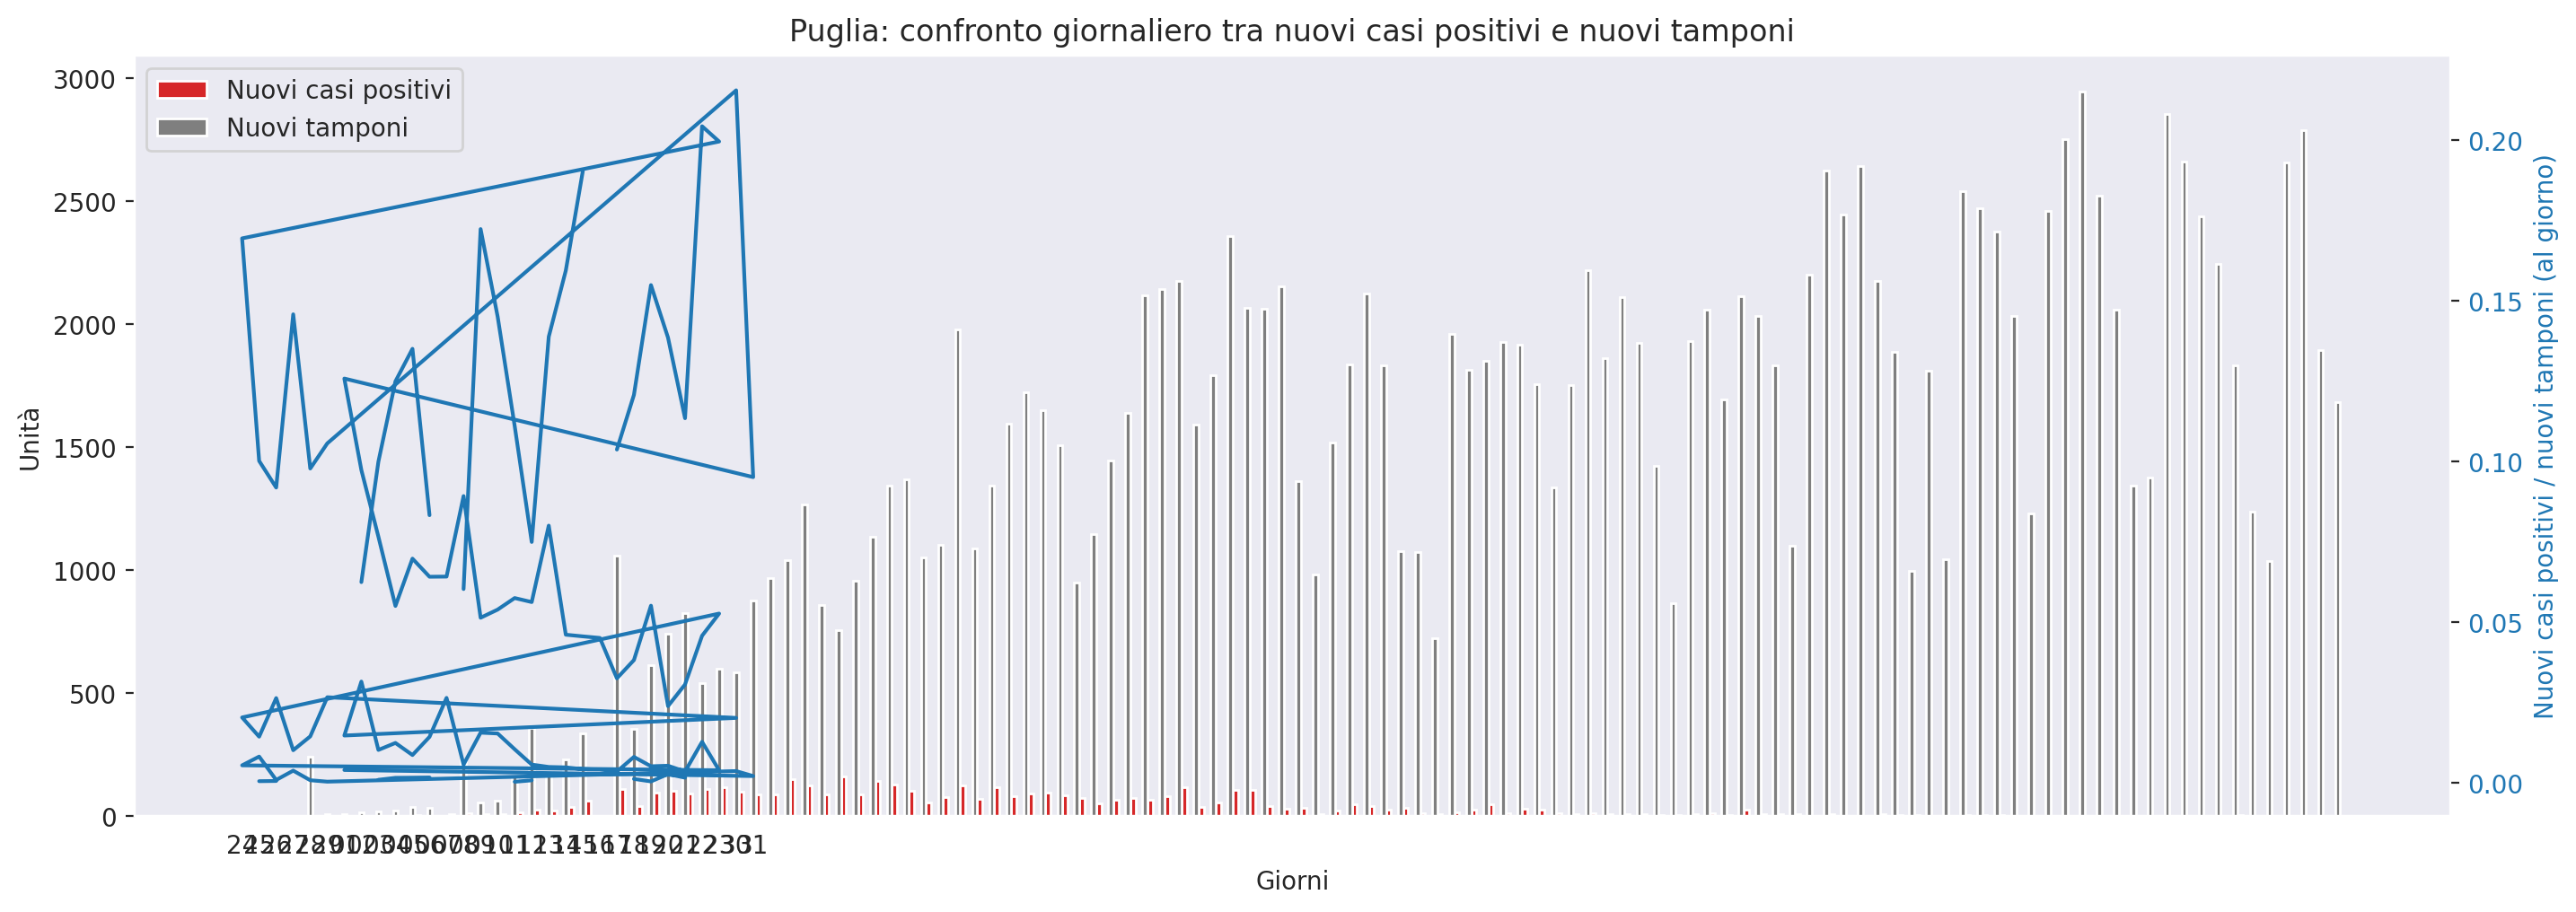 Puglia: confronto giornaliero tra nuovi casi positivi e nuovi tamponi
Nuovi casi positivi
Nuovi tamponi
3000
2500
2000
1500
1000
500
0
Unità
0.20
0.15
0.10
0.05
0.00
Nuovi casi positivi / nuovi tamponi (al giorno)
Giorni